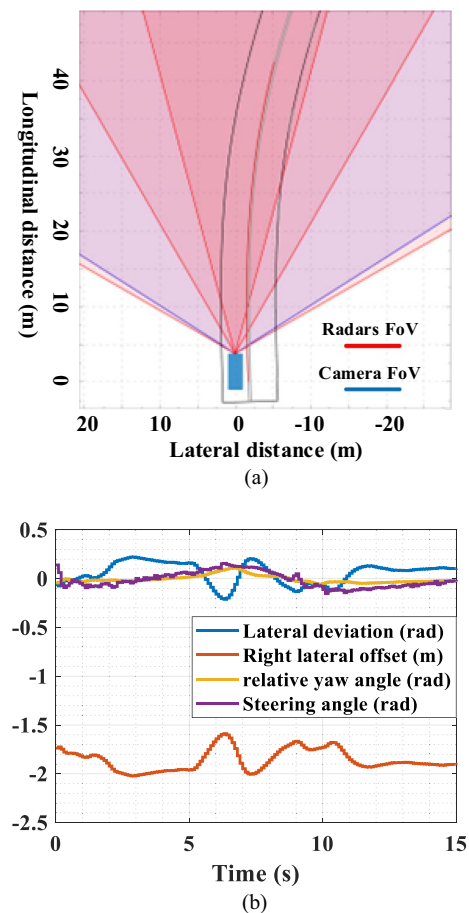 40
30
20
10
0
Longitudinal distance (m)
Radars FoV
Camera FoV
20 10 0 -10 -20
Lateral distance (m)
(a)
0.5
0
-0.5
-1
-1.5
-2
-2.5
Lateral deviation (rad)
Right lateral offset (m)
relative yaw angle (rad)
Steering angle (rad)
0 5 10 15
Time (s)
(b)